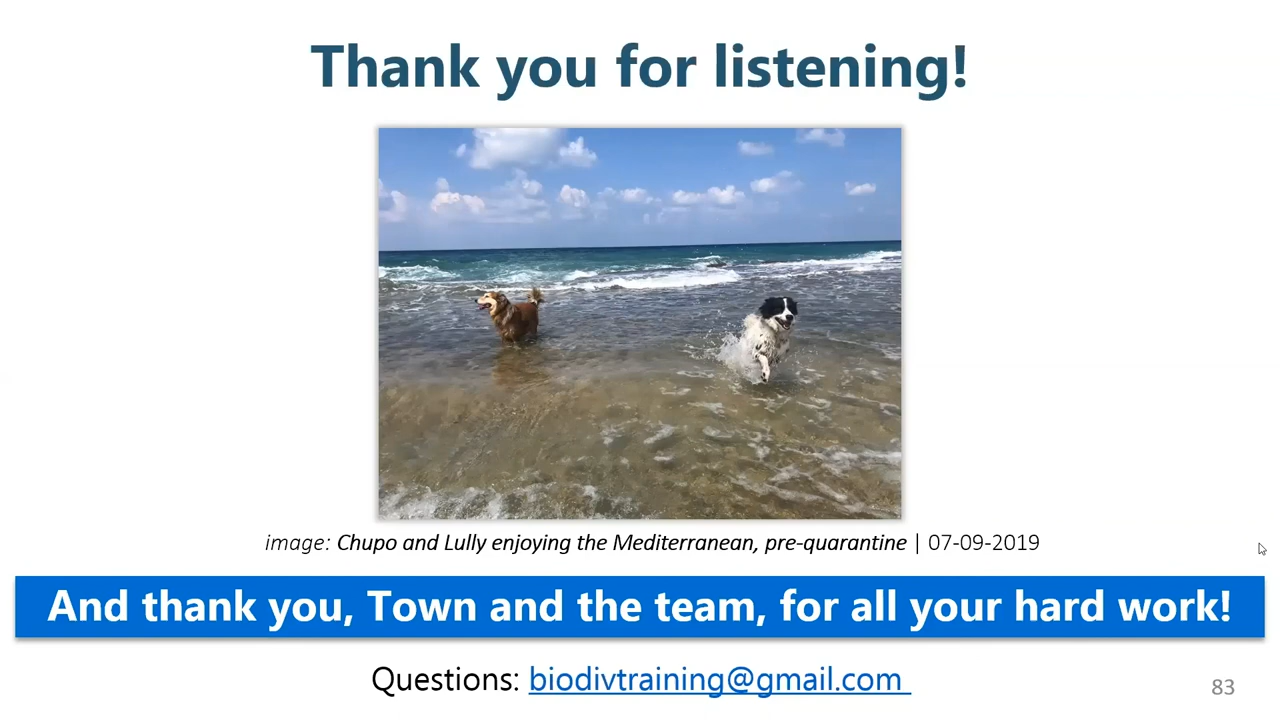 Thank you for listening!
image: Chupo and Lully enjoying the Mediterranean, pre-quarantine | 07-09-2019
And thank you, Town and the team, for all your hard work!
Questions: biodivtraining@gmail.com
83